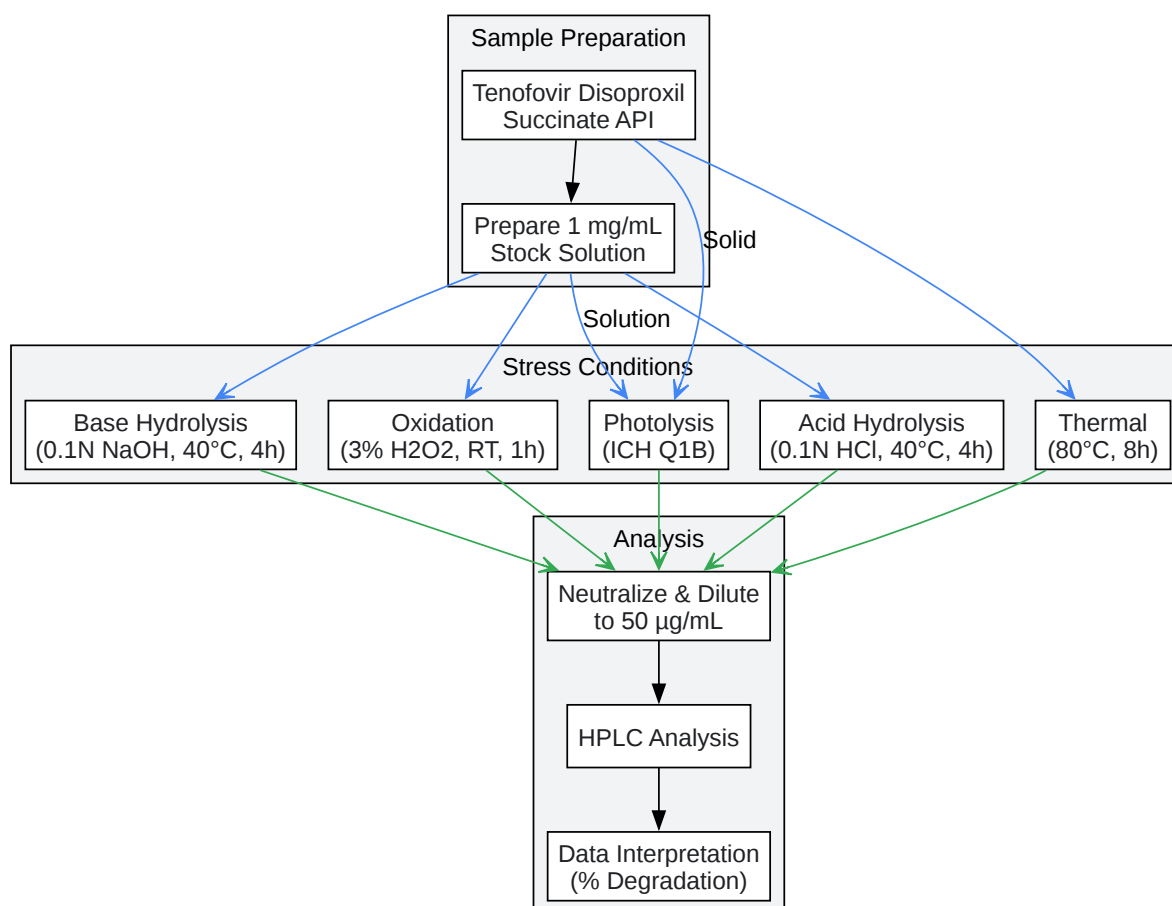 Sample Preparation
Tenofovir Disoproxil
Succinate API
Prepare 1 mg/mL
Stock Solution
Solid
Solution
Stress Conditions
Base Hydrolysis
(0.1N NaOH, 40°C, 4h)
Oxidation
(3% H2O2, RT, 1h)
Photolysis
(ICH Q1B)
Acid Hydrolysis
(0.1N HCl, 40°C, 4h)
Thermal
(80°C, 8h)
Analysis
Neutralize & Dilute
to 50 µg/mL
HPLC Analysis
Data Interpretation
(% Degradation)